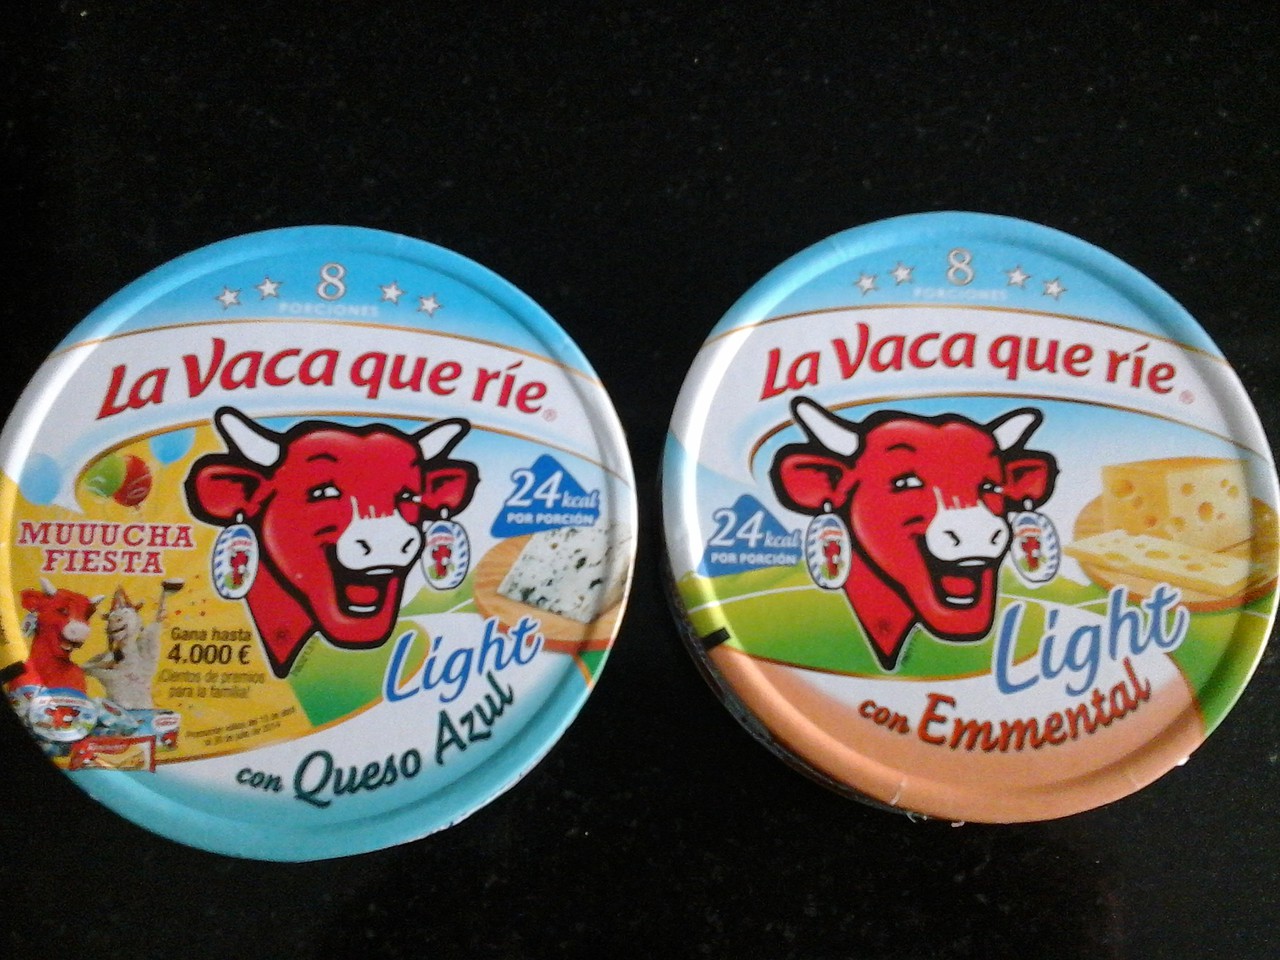 8
PORCIONES
La Vaca que ríe®
24 kcal
POR PORCIÓN
MUUUCHA
FIESTA
Gana hasta
4.000 €
¡Cientos de premios
para la familia!
Light
con Queso Azul
8
PORCIONES
La Vaca que ríe®
24 kcal
POR PORCIÓN
Light
con Emmental